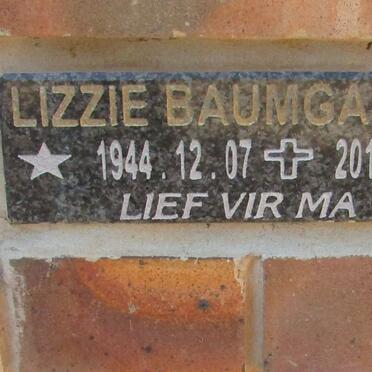 LIZZIE BAUMGA
1944.12.07 201
LIEF VIR MA